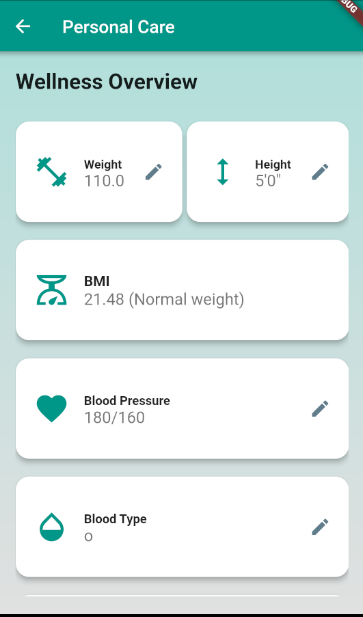 Personal Care
BUG
Wellness Overview
Weight
110.0
Height
5'0"
BMI
21.48 (Normal weight)
Blood Pressure
180/160
Blood Type
o